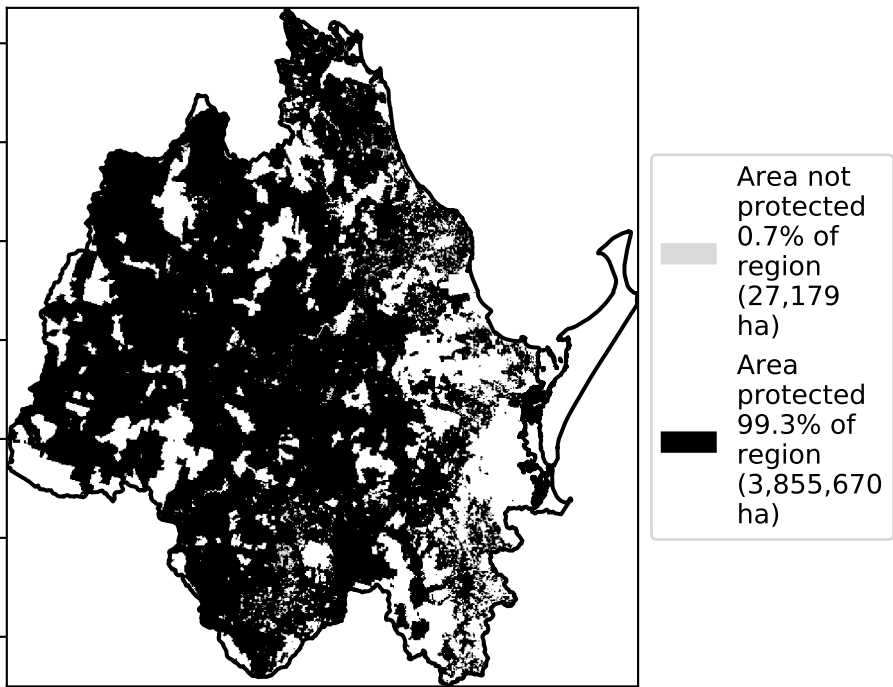 Area not
protected
0.7% of
region
(27,179
ha)
Area
protected
99.3% of
region
(3,855,670
ha)